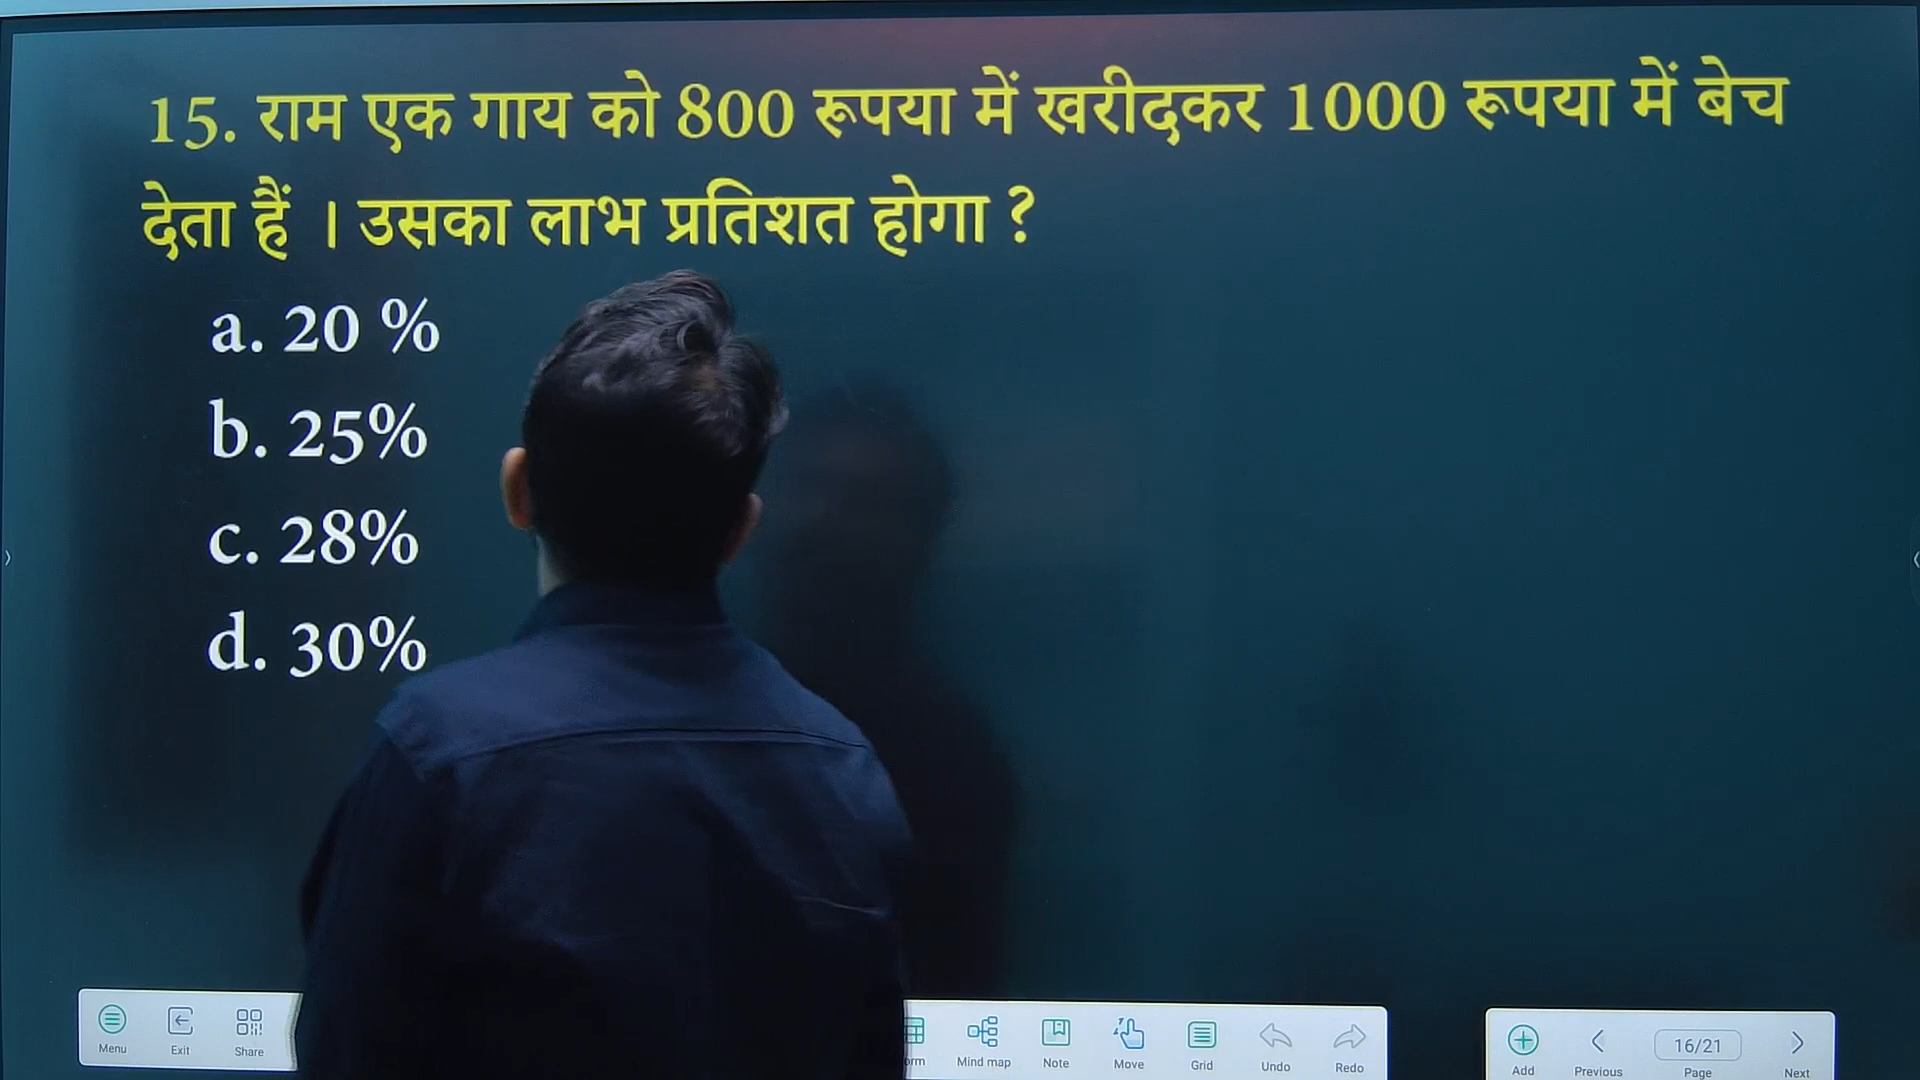 15. राम एक गाय को 800 रूपया में खरीदकर 1000 रूपया में बेच
देता हैं । उसका लाभ प्रतिशत होगा ?
a. 20 %
b. 25%
c. 28%
d. 30%
Menu Exit Share Mind map Note Move Grid Undo Redo Add Previous 16/21 Page Next